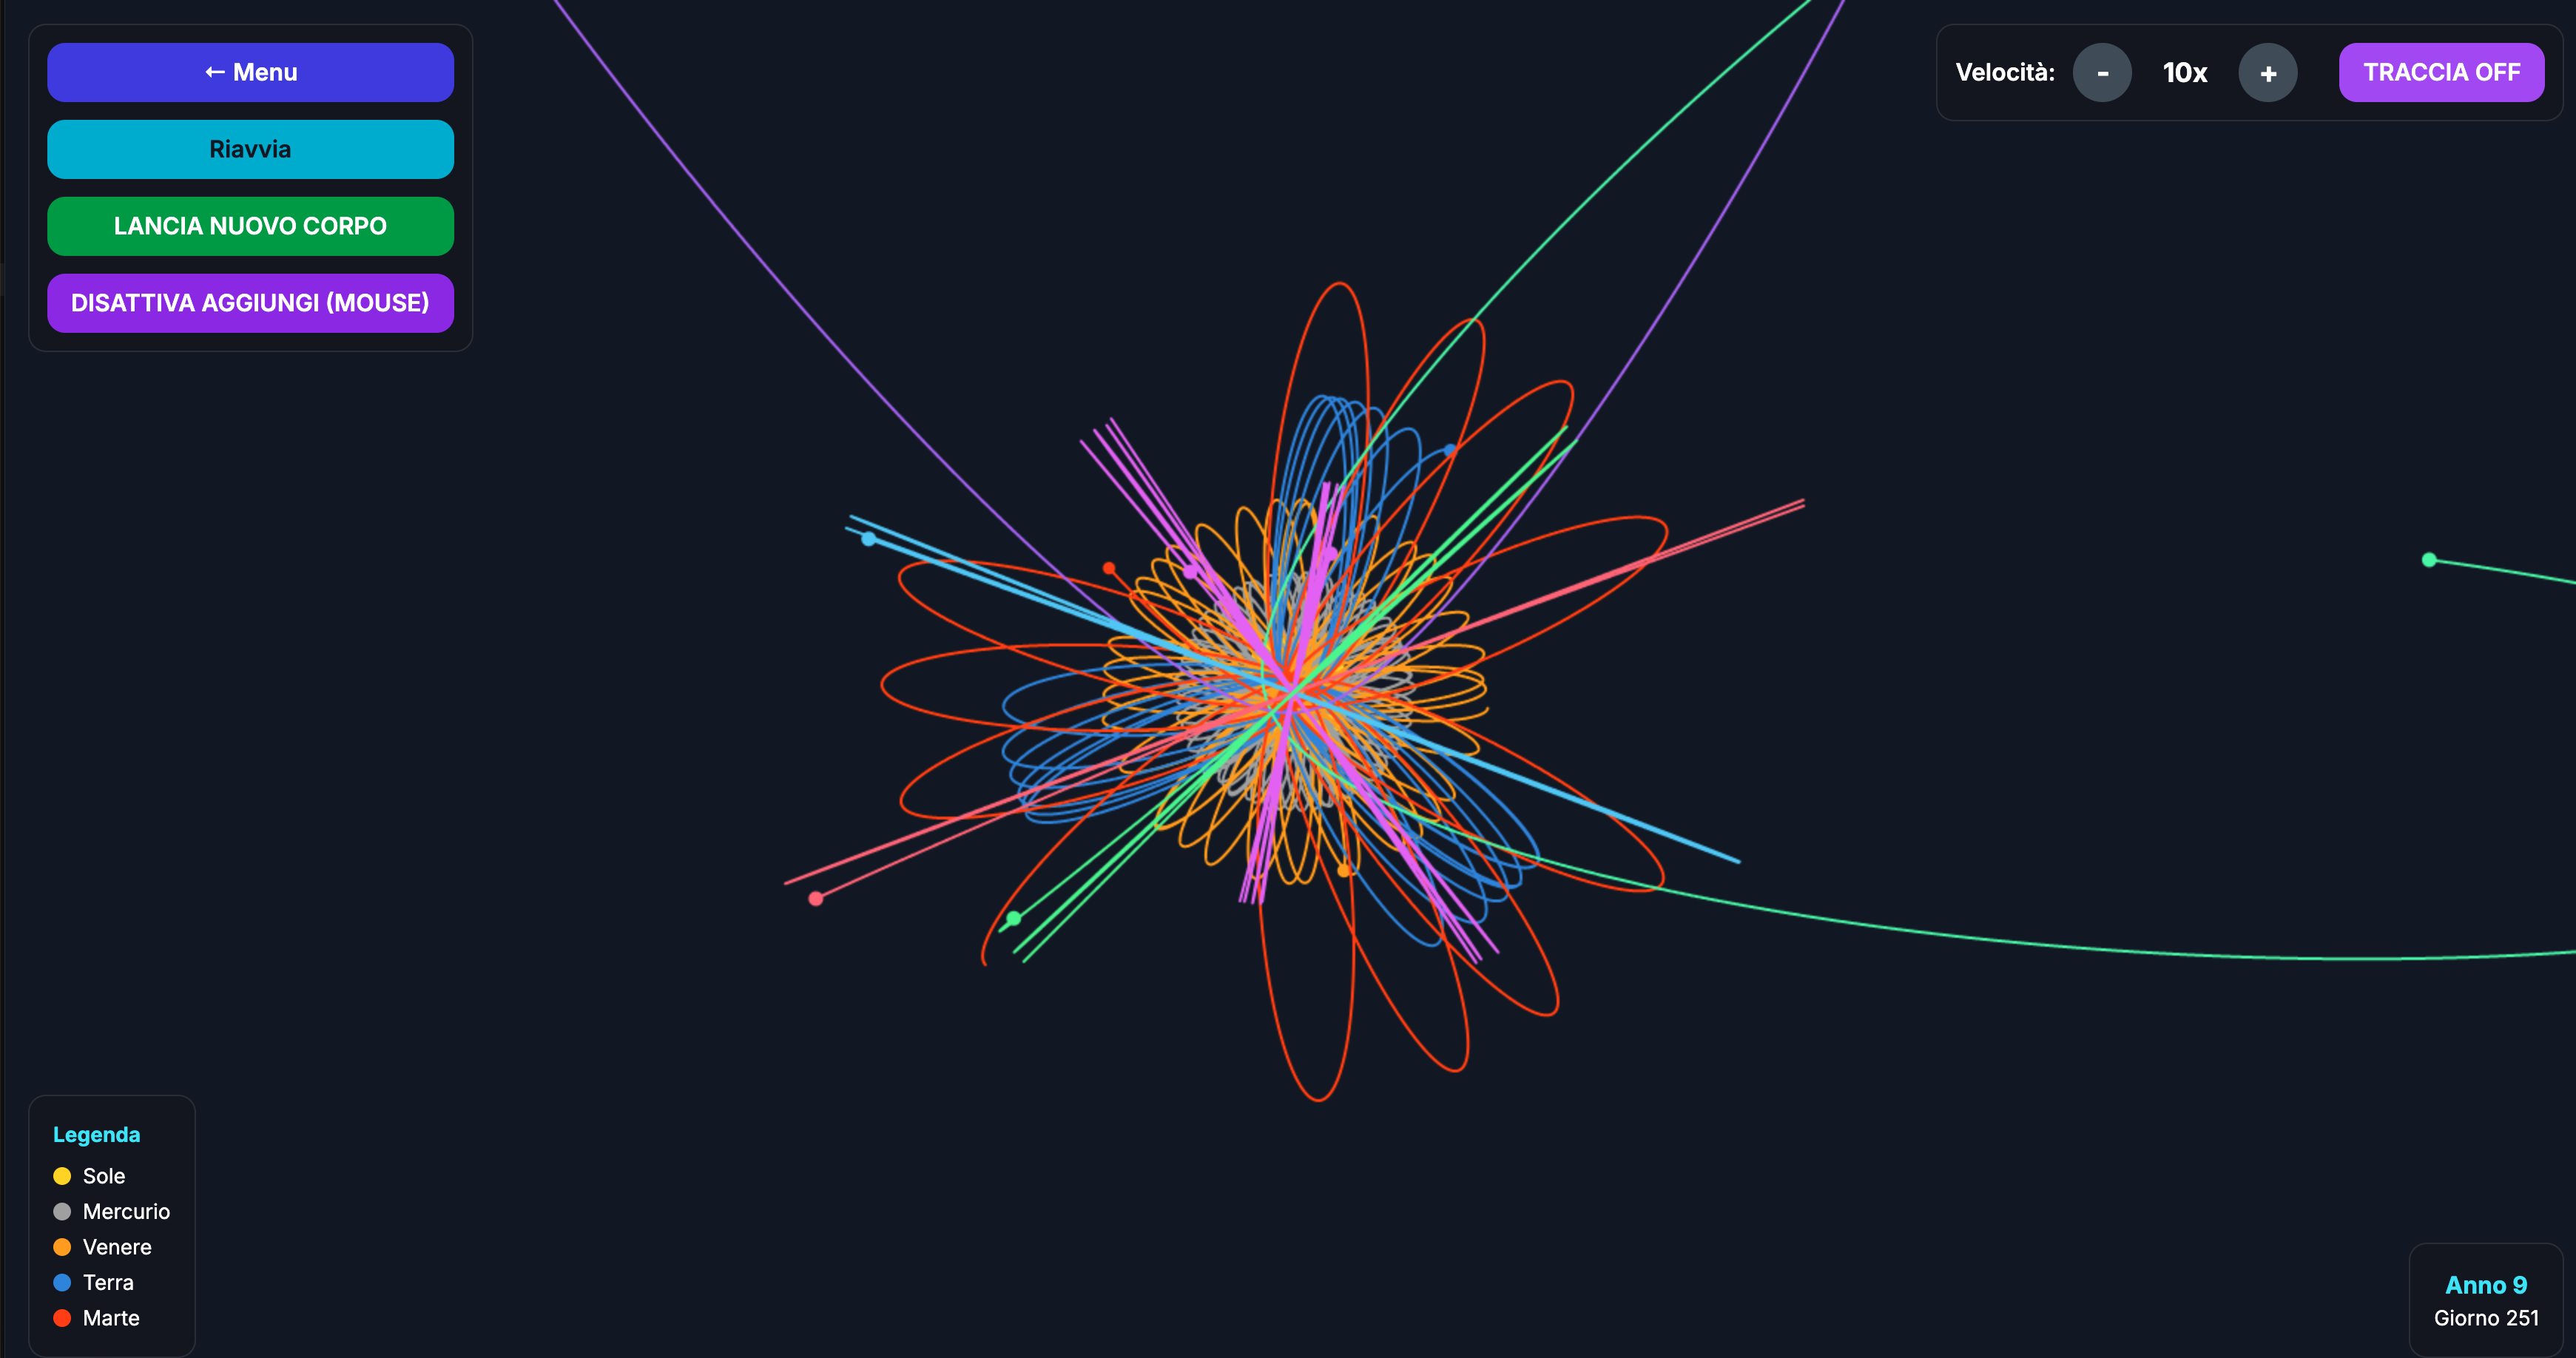 ← Menu
Riavvia
LANCIA NUOVO CORPO
DISATTIVA AGGIUNGI (MOUSE)
Velocità: - 10x + TRACCIA OFF
Legenda
Sole
Mercurio
Venere
Terra
Marte
Anno 9
Giorno 251